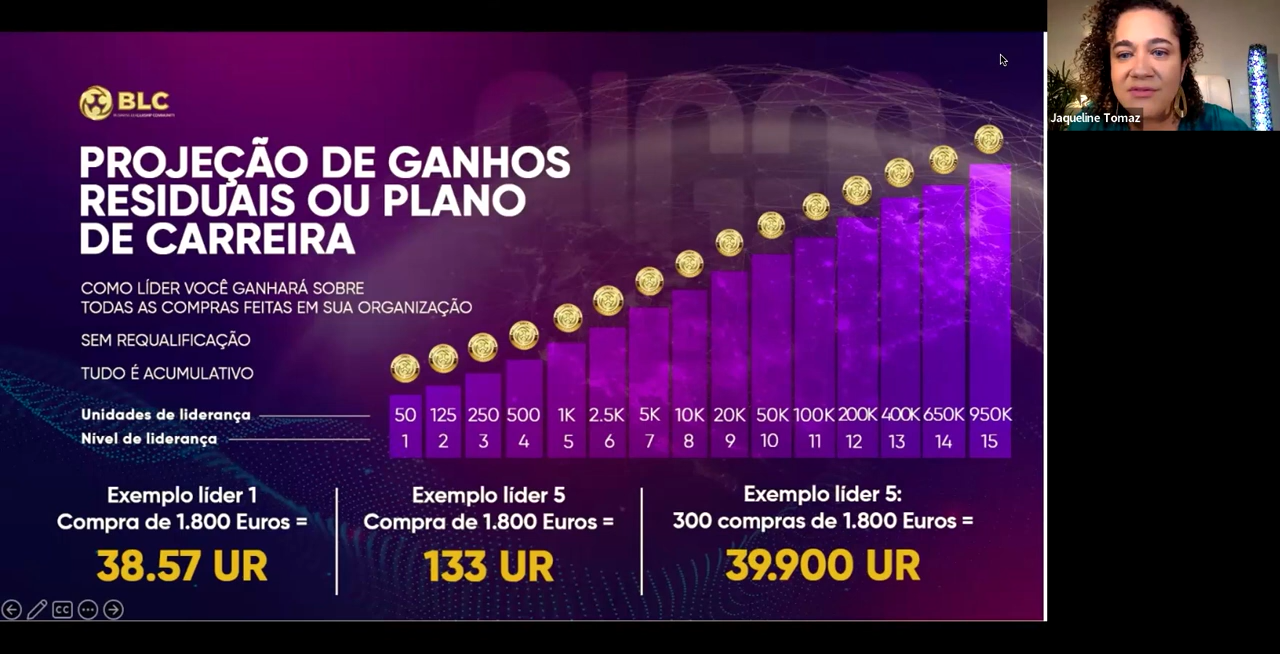 BLC
PROJEÇÃO DE GANHOS
RESIDUAIS OU PLANO
DE CARREIRA
COMO LÍDER VOCÊ GANHARÁ SOBRE
TODAS AS COMPRAS FEITAS EM SUA ORGANIZAÇÃO
SEM REQUALIFICAÇÃO
TUDO É ACUMULATIVO
Unidades de liderança 50 125 250 500 1K 2.5K 5K 10K 20K 50K 100K 200K 400K 650K 950K
Nível de liderança 1 2 3 4 5 6 7 8 9 10 11 12 13 14 15
Exemplo líder 1
Compra de 1.800 Euros =
38.57 UR
Exemplo líder 5
Compra de 1.800 Euros =
133 UR
Exemplo líder 5:
300 compras de 1.800 Euros =
39.900 UR
CC
Jaqueline Tomaz